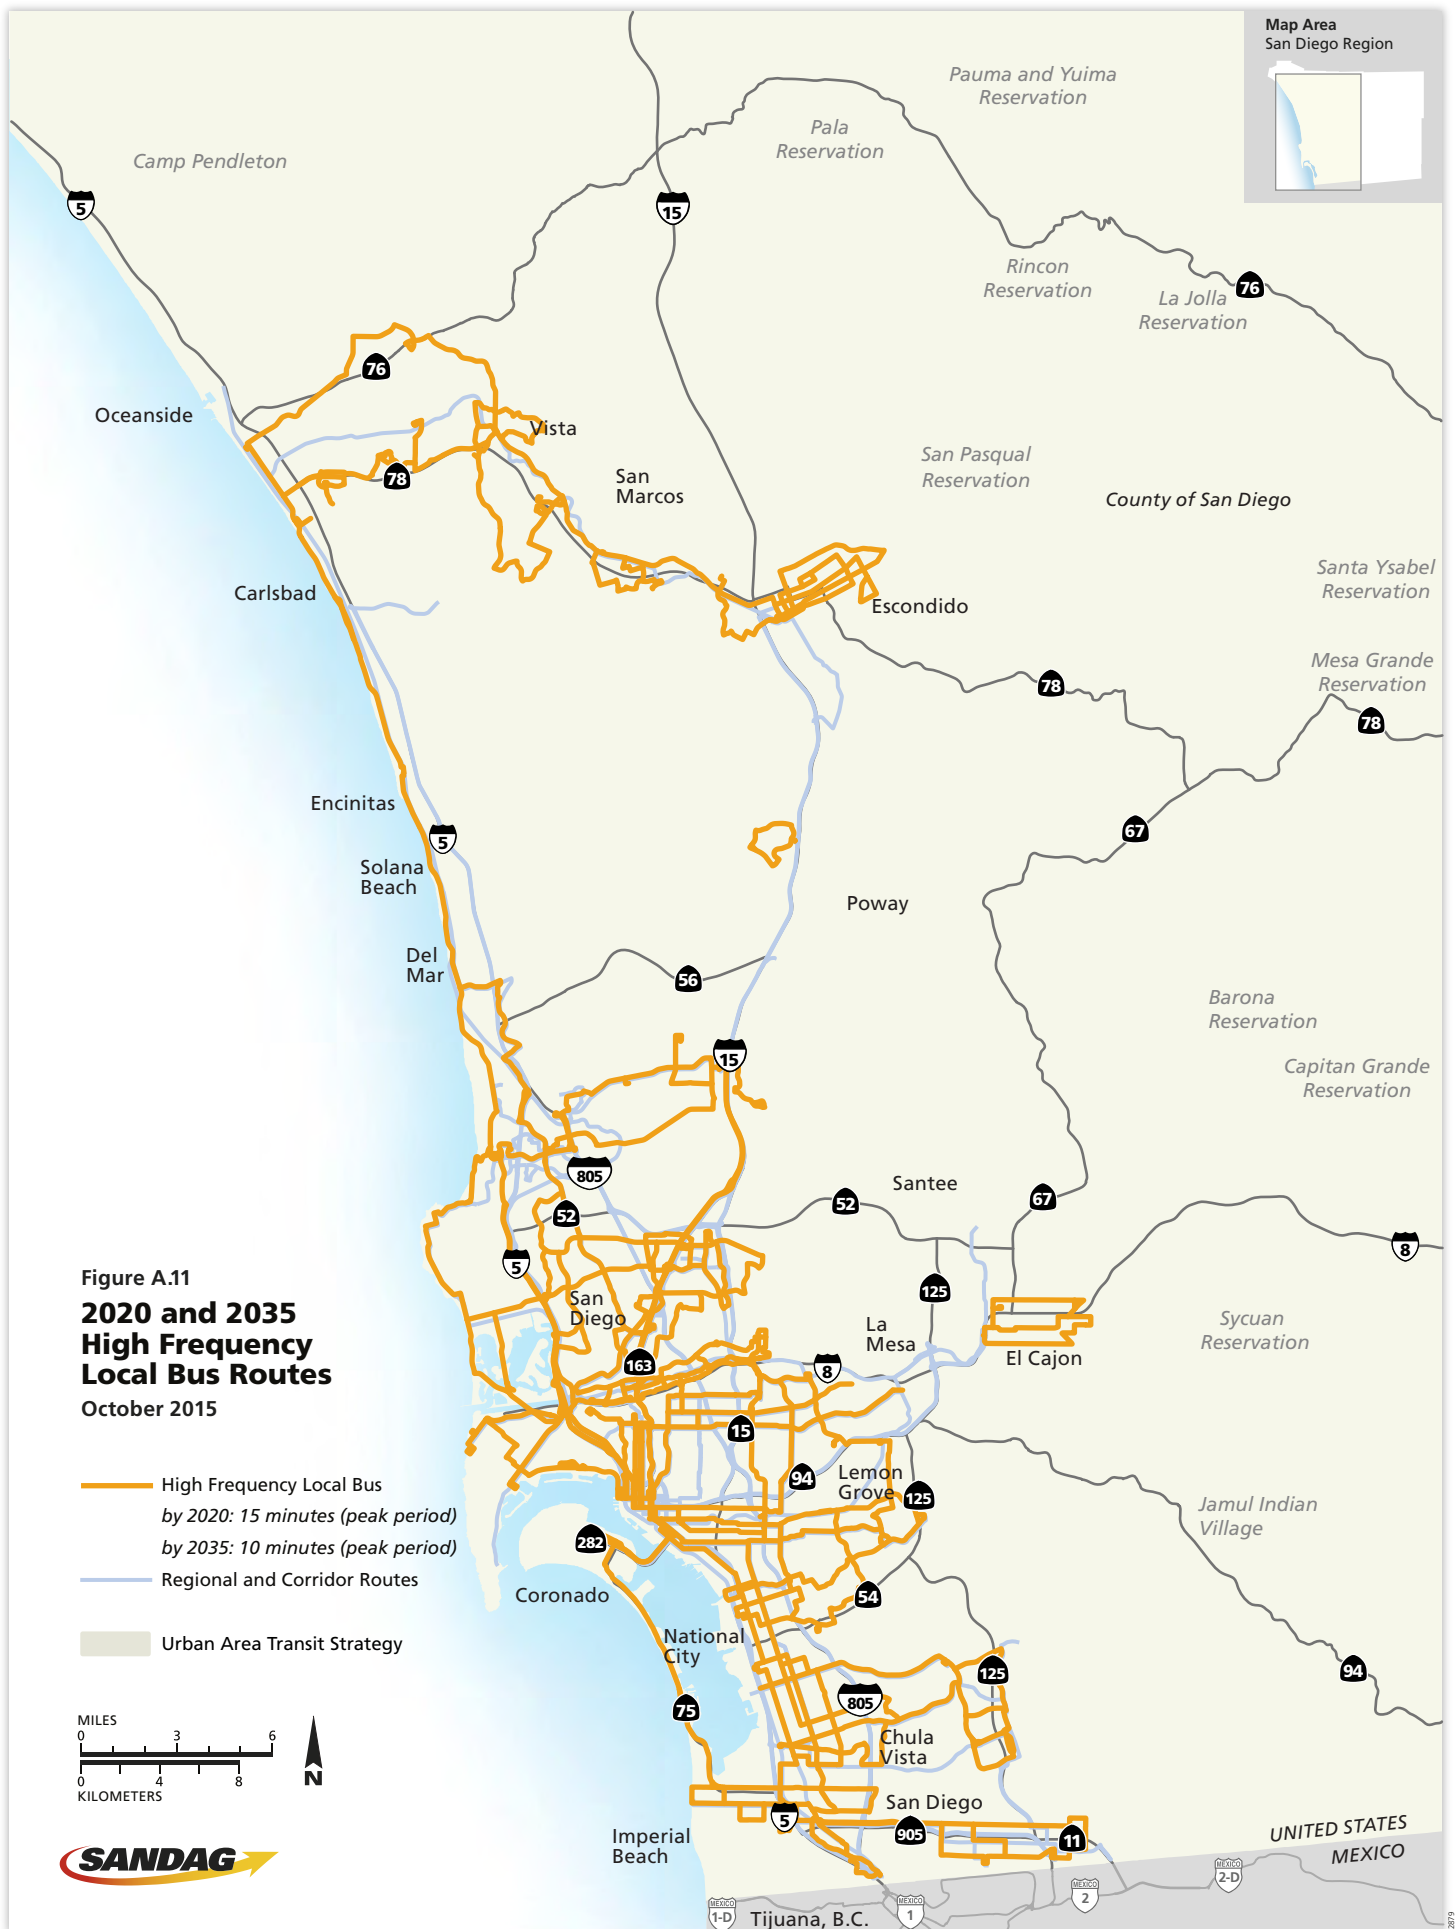 Map Area
San Diego Region
Pauma and Yuima
Reservation
Pala
Reservation
Camp Pendleton
5
15
Rincon
Reservation
76
La Jolla
Reservation
76
Oceanside
Vista
78
San
Marcos
San Pasqual
Reservation
County of San Diego
Santa Ysabel
Reservation
Carlsbad
Escondido
Mesa Grande
Reservation
78
78
Encinitas
5
67
Solana
Beach
Poway
Del
Mar
56
Barona
Reservation
15
Capitan Grande
Reservation
805
Santee
52
67
52
8
5
Figure A.11
2020 and 2035
High Frequency
Local Bus Routes
October 2015
San
Diego
125
La
Mesa
Sycuan
Reservation
163
8
El Cajon
15
94
Lemon
Grove
125
High Frequency Local Bus
by 2020: 15 minutes (peak period)
by 2035: 10 minutes (peak period)
Regional and Corridor Routes
Urban Area Transit Strategy
Jamul Indian
Village
282
Coronado
54
National
City
125
94
805
75
Chula
Vista
MILES
0 3 6
0 4 8
KILOMETERS
N
San Diego
5
905
11
Imperial
Beach
UNITED STATES
MEXICO
SANDAG
MEXICO
2-D
MEXICO
2
MEXICO
1-D
MEXICO
1
Tijuana, B.C.